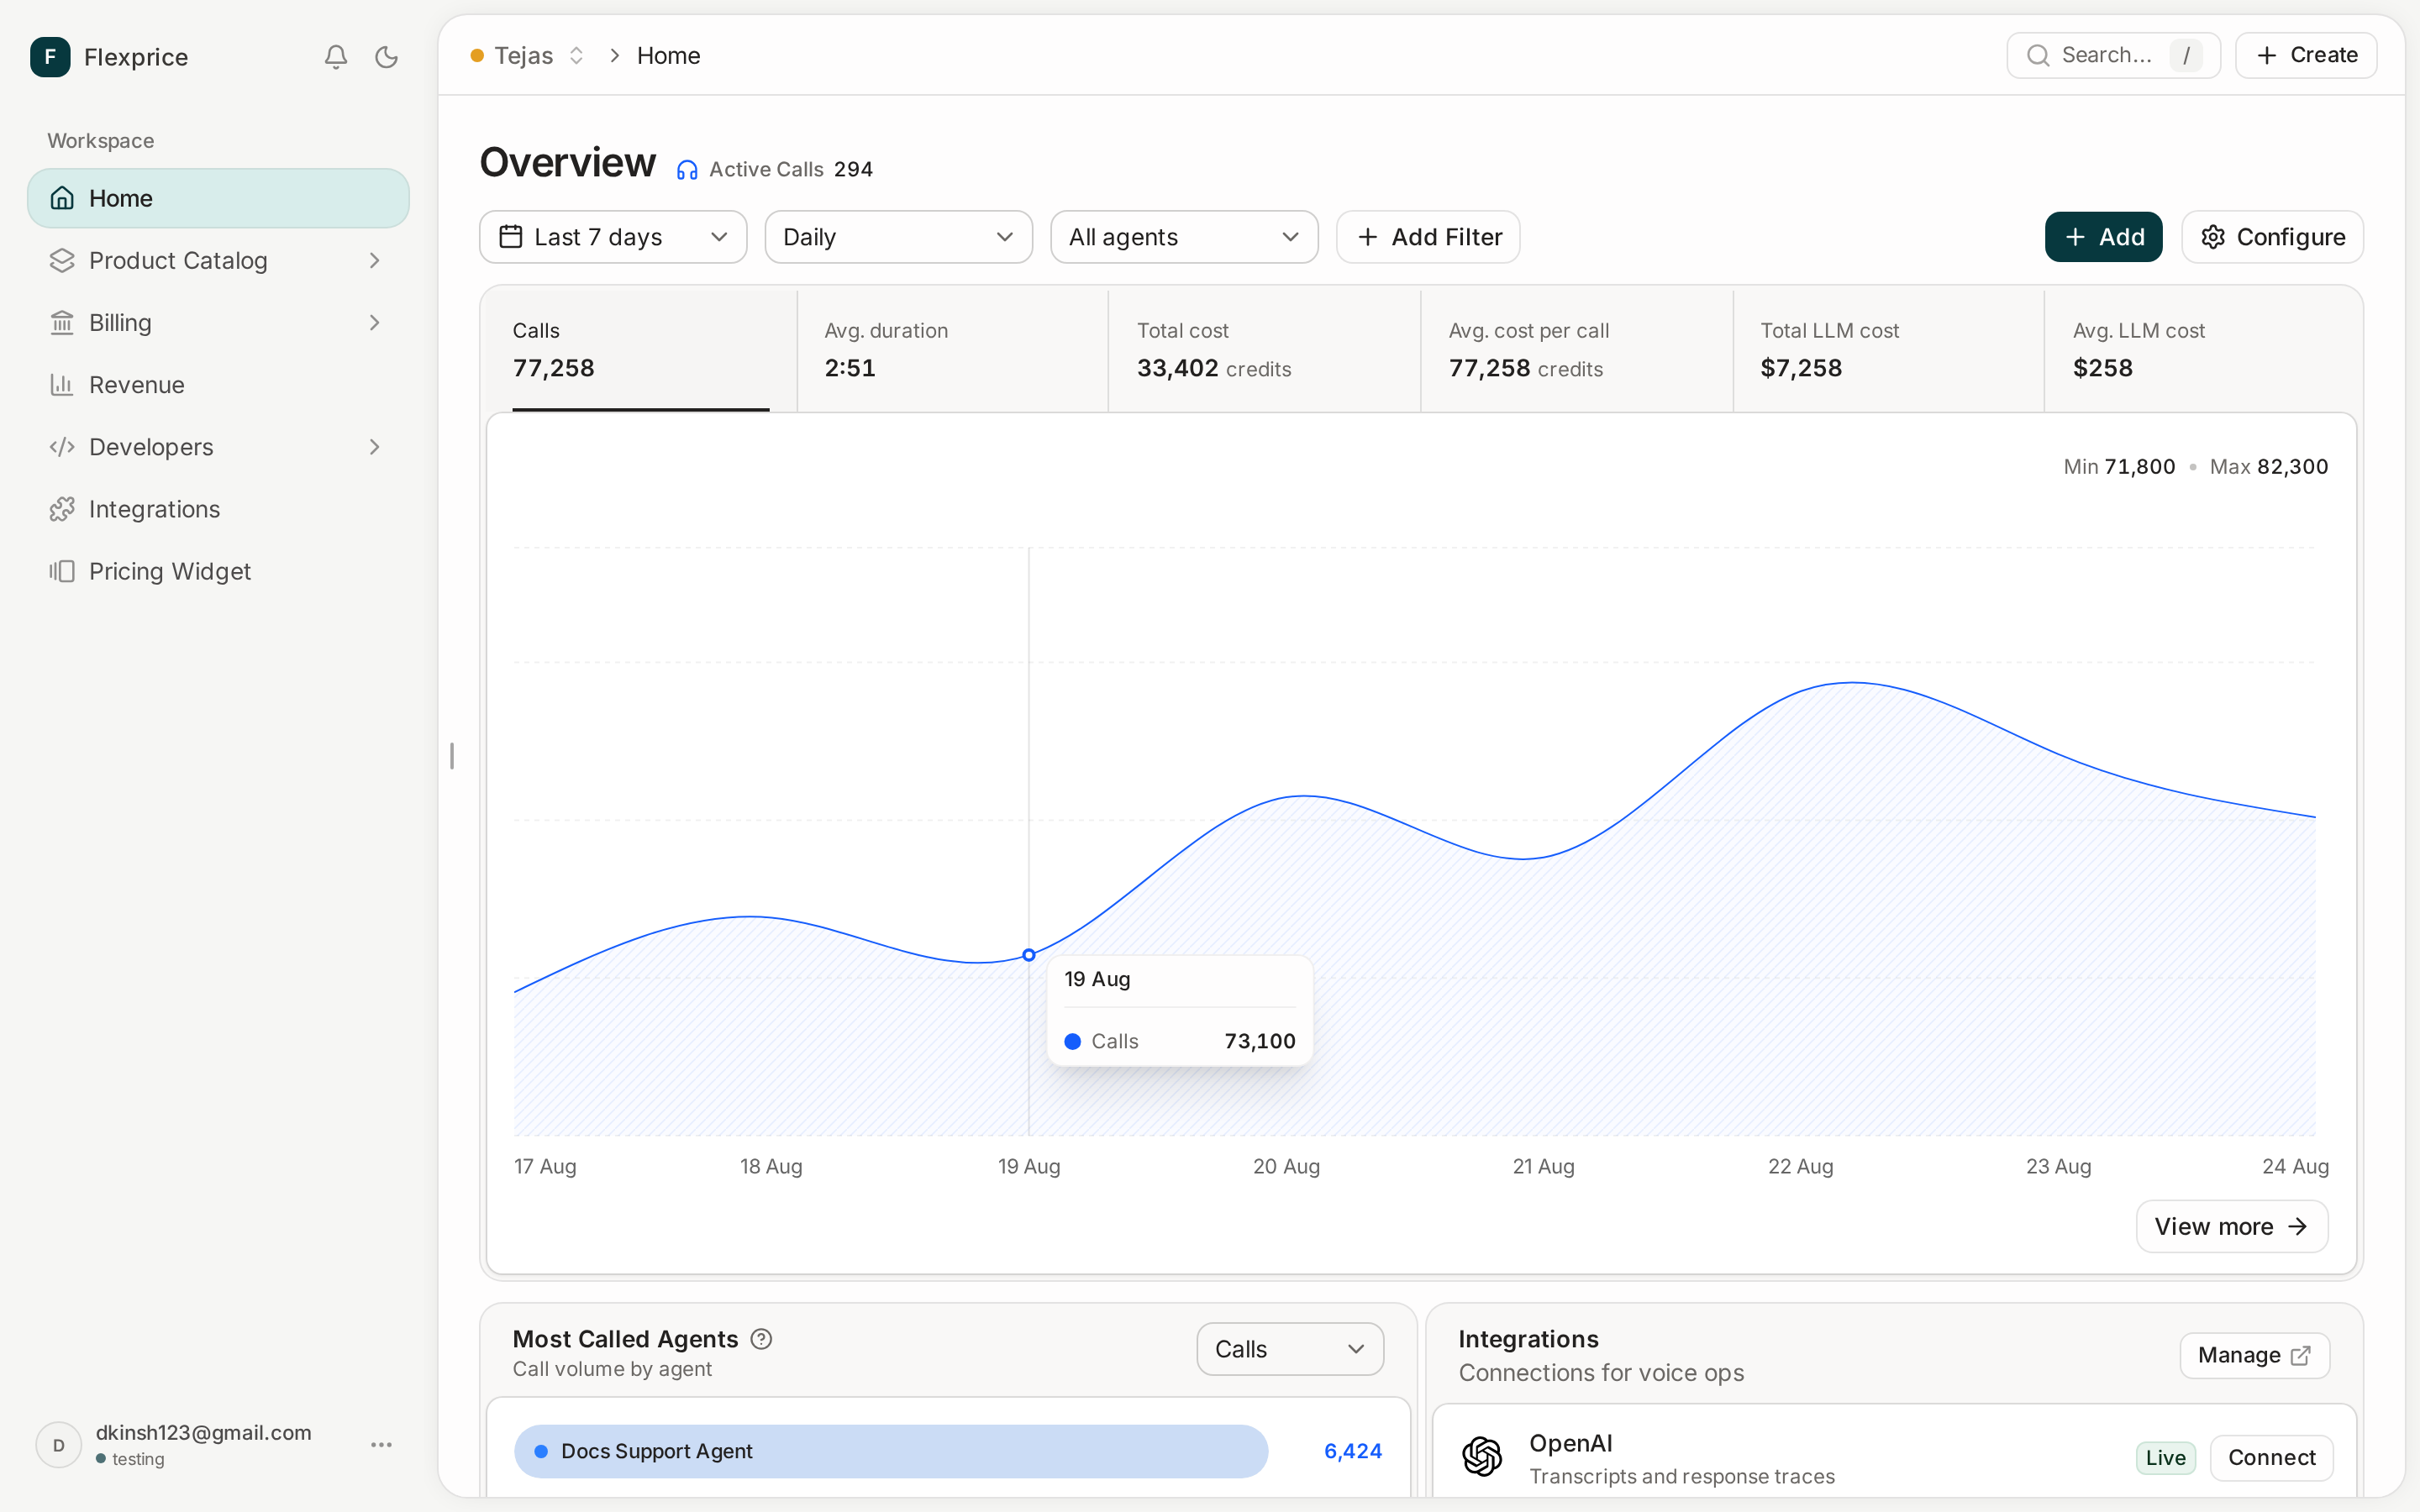 F Flexprice
Workspace
Home
Product Catalog
Billing
Revenue
Developers
Integrations
Pricing Widget
D dkinsh123@gmail.com
testing
Tejas Home
Search... / Create
Overview Active Calls 294
Last 7 days Daily All agents Add Filter Add Configure
Calls Avg. duration Total cost Avg. cost per call Total LLM cost Avg. LLM cost
77,258 2:51 33,402 credits 77,258 credits $7,258 $258
Min 71,800 Max 82,300
19 Aug
Calls 73,100
17 Aug 18 Aug 19 Aug 20 Aug 21 Aug 22 Aug 23 Aug 24 Aug
View more
Most Called Agents
Call volume by agent
Calls
Docs Support Agent 6,424
Integrations
Connections for voice ops
Manage
OpenAI
Transcripts and response traces
Live Connect